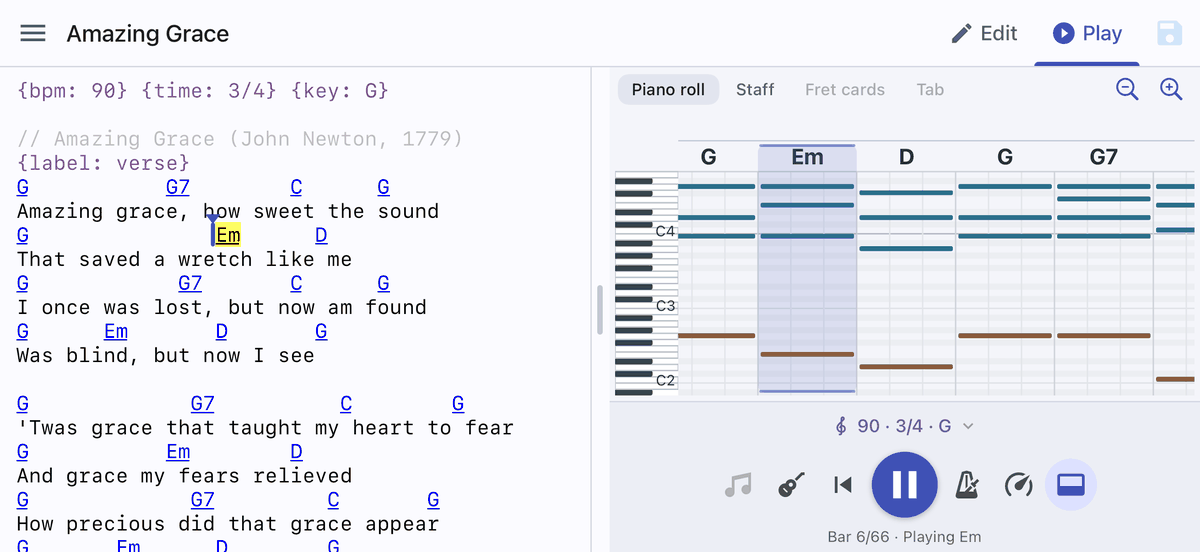 Amazing Grace
Edit
Play
{bpm: 90} {time: 3/4} {key: G}
// Amazing Grace (John Newton, 1779)
{label: verse}
G G7 C G
Amazing grace, how sweet the sound
G Em D
That saved a wretch like me
G G7 C G
I once was lost, but now am found
G Em D G
Was blind, but now I see
G G7 C G
'Twas grace that taught my heart to fear
G Em D
And grace my fears relieved
G G7 C G
How precious did that grace appear
G Em D G
Piano roll Staff Fret cards Tab
G Em D G G7
C4
C3
C2
90 · 3/4 · G
Bar 6/66 · Playing Em